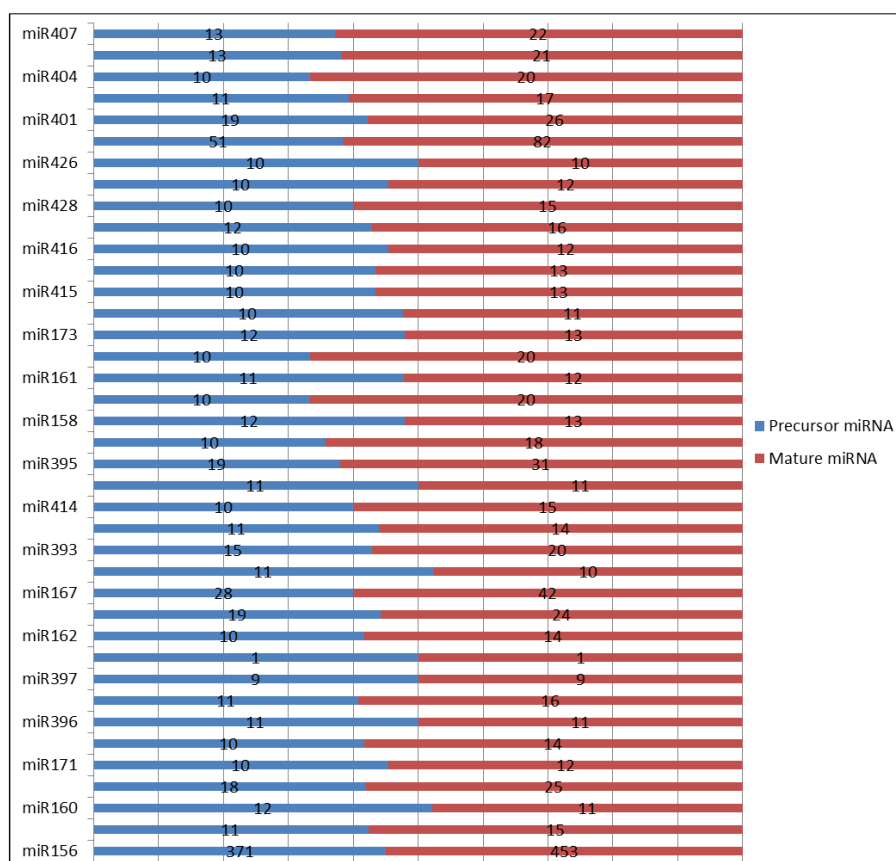 miR407 13 22
13 21
miR404 10 20
11 17
miR401 19 26
51 82
miR426 10 10
10 12
miR428 10 15
12 16
miR416 10 12
10 13
miR415 10 13
10 11
miR173 12 13
10 20
miR161 11 12
10 20
miR158 12 13
Precursor miRNA
10 18
Mature miRNA
miR395 19 31
11 11
miR414 10 15
11 14
miR393 15 20
11 10
miR167 28 42
19 24
miR162 10 14
1 1
miR397 9 9
11 16
miR396 11 11
10 14
miR171 10 12
18 25
miR160 12 11
11 15
miR156 371 453